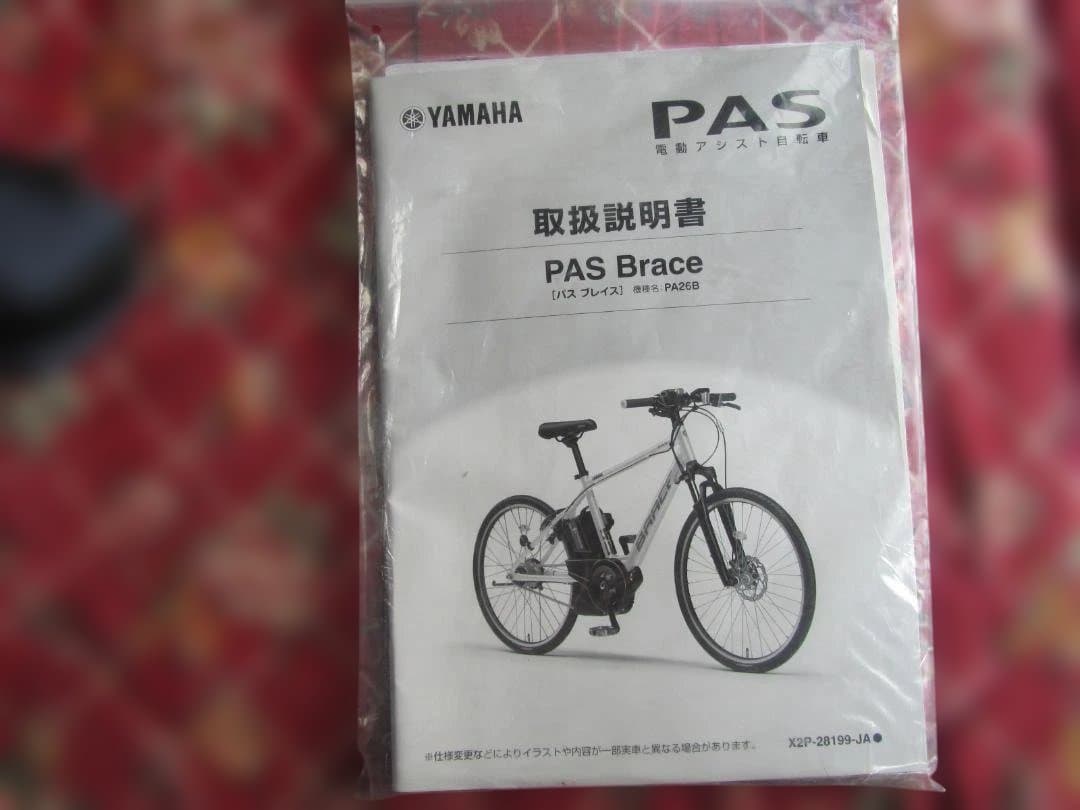 YAMAHA
PAS
電動アシスト自転車
取扱説明書
PAS Brace
[パス ブレイス] 機種名:PA26B
BRACE
※仕様変更などによりイラストや内容が一部実車と異なる場合があります。
X2P-28199-JA●